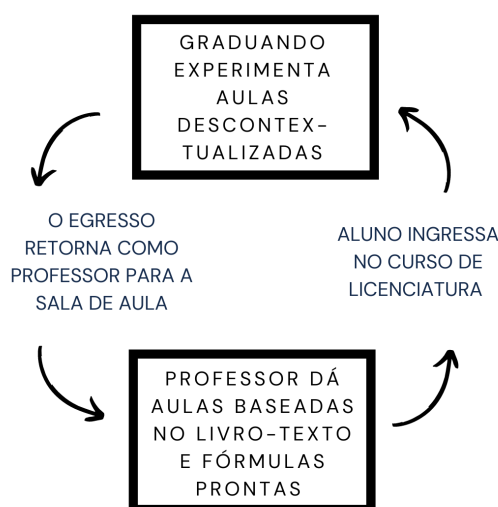 GRADUANDO
EXPERIMENTA
AULAS
DESCONTEX-
TUALIZADAS
O EGRESSO
RETORNA COMO
PROFESSOR PARA A
SALA DE AULA
ALUNO INGRESSA
NO CURSO DE
LICENCIATURA
PROFESSOR DÁ
AULAS BASEADAS
NO LIVRO-TEXTO
E FÓRMULAS
PRONTAS